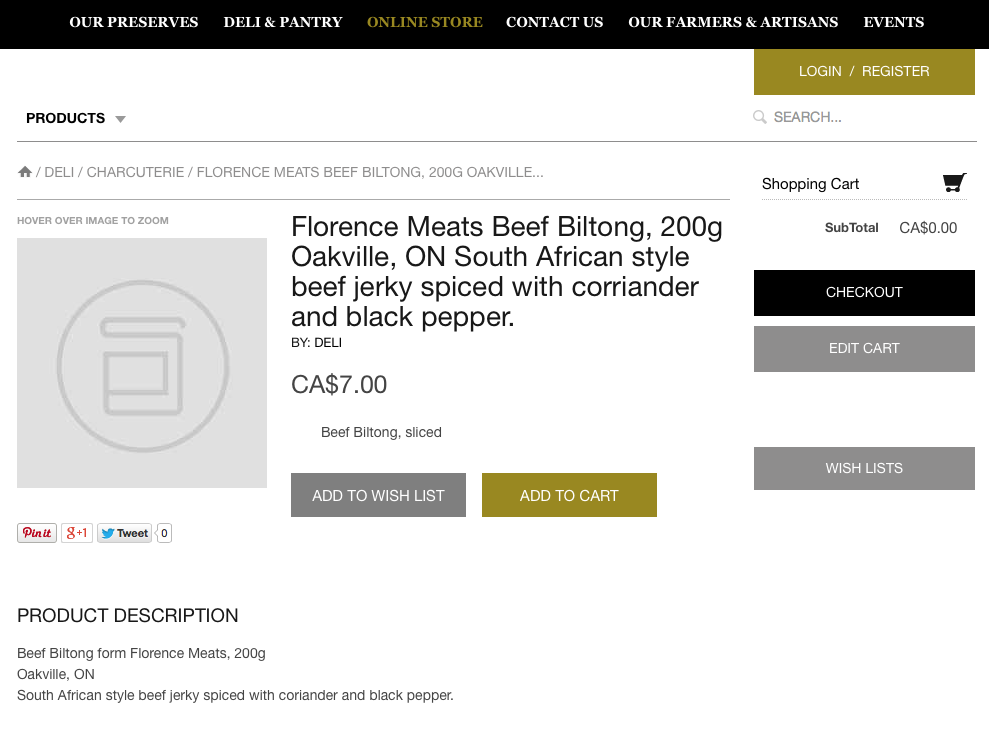 OUR PRESERVES DELI & PANTRY ONLINE STORE CONTACT US OUR FARMERS & ARTISANS EVENTS
LOGIN / REGISTER
PRODUCTS
SEARCH...
/ DELI / CHARCUTERIE / FLORENCE MEATS BEEF BILTONG, 200G OAKVILLE...
Shopping Cart
SubTotal CA$0.00
CHECKOUT
EDIT CART
WISH LISTS
HOVER OVER IMAGE TO ZOOM
Florence Meats Beef Biltong, 200g
Oakville, ON South African style
beef jerky spiced with corriander
and black pepper.
BY: DELI
CA$7.00
Beef Biltong, sliced
ADD TO WISH LIST ADD TO CART
Pin it g+1 Tweet 0
PRODUCT DESCRIPTION
Beef Biltong form Florence Meats, 200g
Oakville, ON
South African style beef jerky spiced with coriander and black pepper.